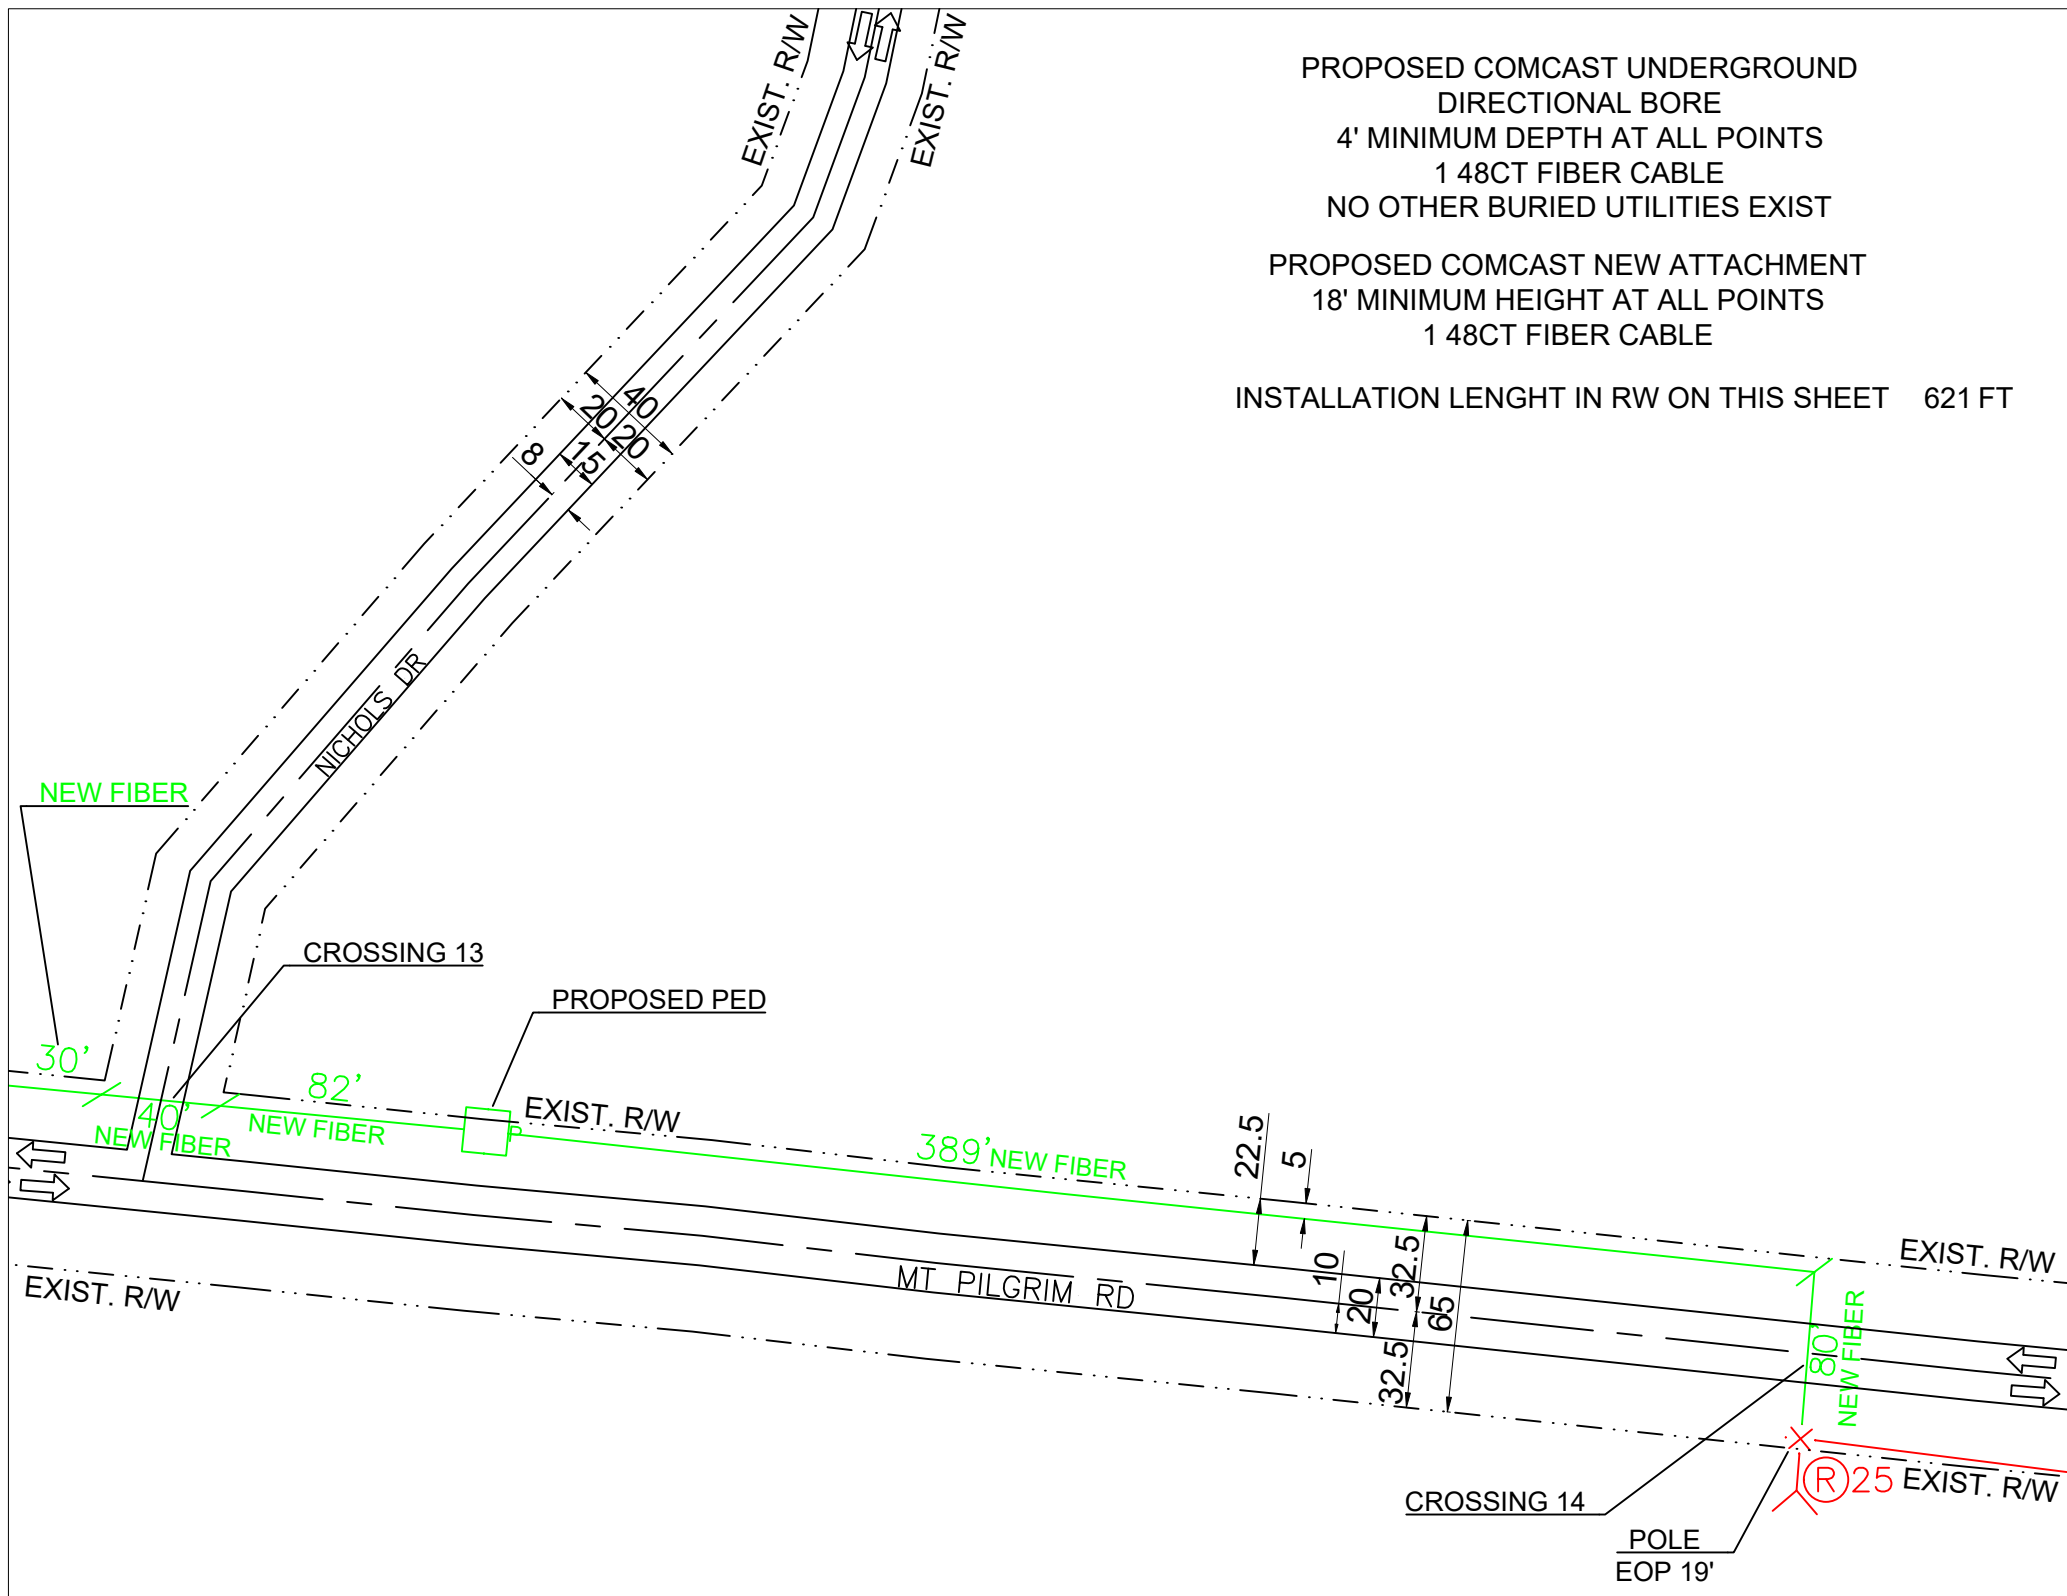 EXIST. R/W
EXIST. R/W
PROPOSED COMCAST UNDERGROUND
DIRECTIONAL BORE
4' MINIMUM DEPTH AT ALL POINTS
1 48CT FIBER CABLE
NO OTHER BURIED UTILITIES EXIST
PROPOSED COMCAST NEW ATTACHMENT
18' MINIMUM HEIGHT AT ALL POINTS
1 48CT FIBER CABLE
INSTALLATION LENGHT IN RW ON THIS SHEET 621 FT
40
20
20
15
8
NICHOLS DR
NEW FIBER
CROSSING 13
PROPOSED PED
30'
40'
NEW FIBER
82'
NEW FIBER
P
EXIST. R/W
389' NEW FIBER
22.5
5
10
20
32.5
32.5
65
MT PILGRIM RD
EXIST. R/W
EXIST. R/W
80'
NEW FIBER
R 25
EXIST. R/W
CROSSING 14
POLE
EOP 19'